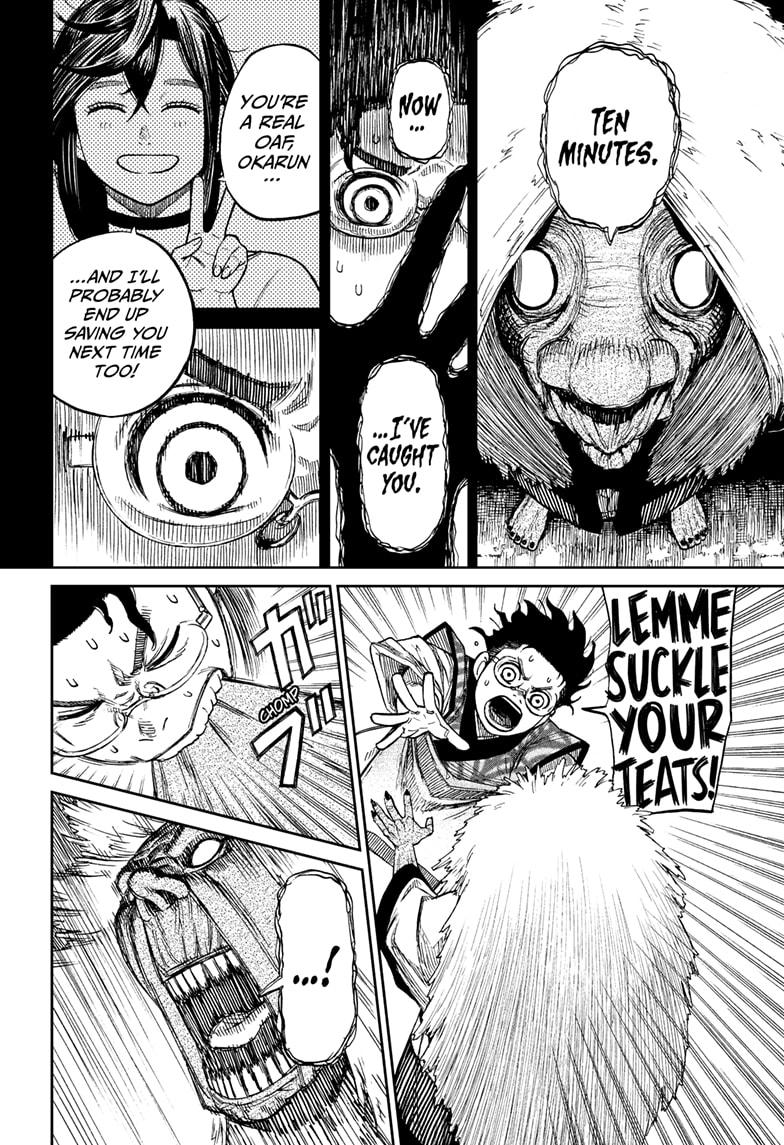 TEN
MINUTES.
NOW
...
...I'VE
CAUGHT
YOU.
YOU'RE
A REAL
OAF,
OKARUN
...
...AND I'LL
PROBABLY
END UP
SAVING YOU
NEXT TIME
TOO!
LEMME
SUCKLE
YOUR
TEATS!
ガブ
CHOMP
...!